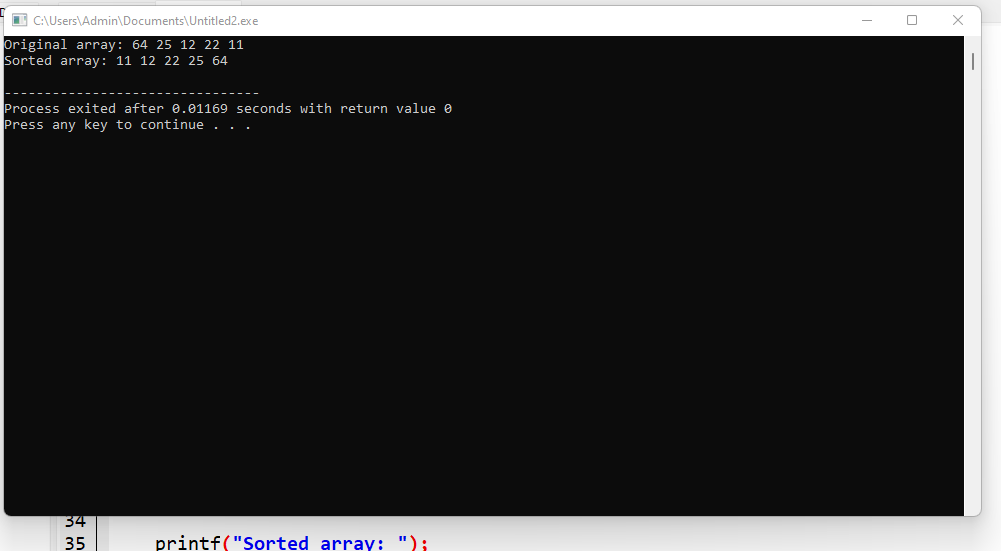 C:\Users\Admin\Documents\Untitled2.exe
Original array: 64 25 12 22 11
Sorted array: 11 12 22 25 64
--------------------------------
Process exited after 0.01169 seconds with return value 0
Press any key to continue . . .
34
35 printf("Sorted array: ");